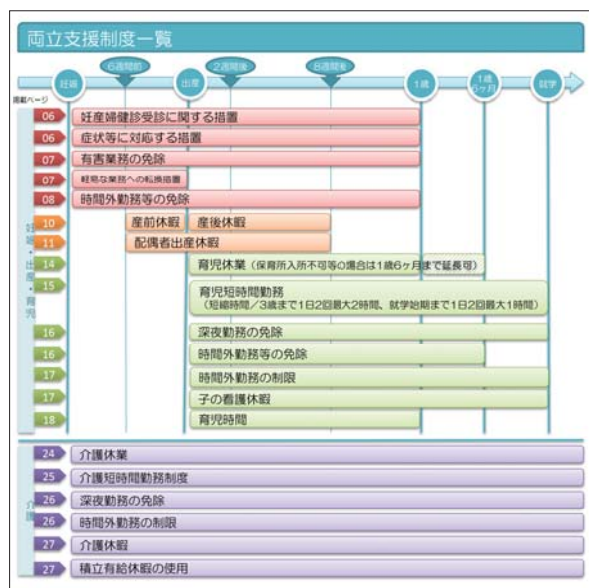 両立支援制度一覧
6週間前
2週間後
8週間後
妊娠
出産
1歳
1歳
6ヶ月
就学
掲載ページ
妊娠・出産・育児
06 妊産婦健診受診に関する措置
06 症状等に対応する措置
07 有害業務の免除
07 軽易な業務への転換措置
08 時間外勤務等の免除
10 産前休暇 産後休暇
11 配偶者出産休暇
14 育児休業（保育所入所不可等の場合は1歳6ヶ月まで延長可）
15 育児短時間勤務
（短縮時間／3歳まで1日2回最大2時間、就学始期まで1日2回最大1時間）
16 深夜勤務の免除
16 時間外勤務等の免除
17 時間外勤務の制限
17 子の看護休暇
18 育児時間
介護
24 介護休業
25 介護短時間勤務制度
26 深夜勤務の免除
26 時間外勤務の制限
27 介護休暇
27 積立有給休暇の使用